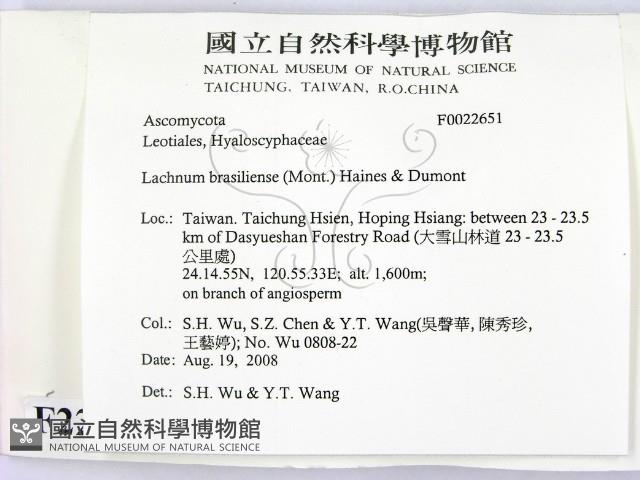 國立自然科學博物館
NATIONAL MUSEUM OF NATURAL SCIENCE
TAICHUNG, TAIWAN, R.O.CHINA
Ascomycota F0022651
Leotiales, Hyaloscyphaceae
Lachnum brasiliense (Mont.) Haines & Dumont
Loc.: Taiwan. Taichung Hsien, Hoping Hsiang: between 23 - 23.5
km of Dasyueshan Forestry Road (大雪山林道 23 - 23.5
公里處)
24.14.55N, 120.55.33E; alt. 1,600m;
on branch of angiosperm
Col.: S.H. Wu, S.Z. Chen & Y.T. Wang(吳聲華, 陳秀珍,
王藝婷); No. Wu 0808-22
Date: Aug. 19, 2008
Det.: S.H. Wu & Y.T. Wang
國立自然科學博物館
NATIONAL MUSEUM OF NATURAL SCIENCE